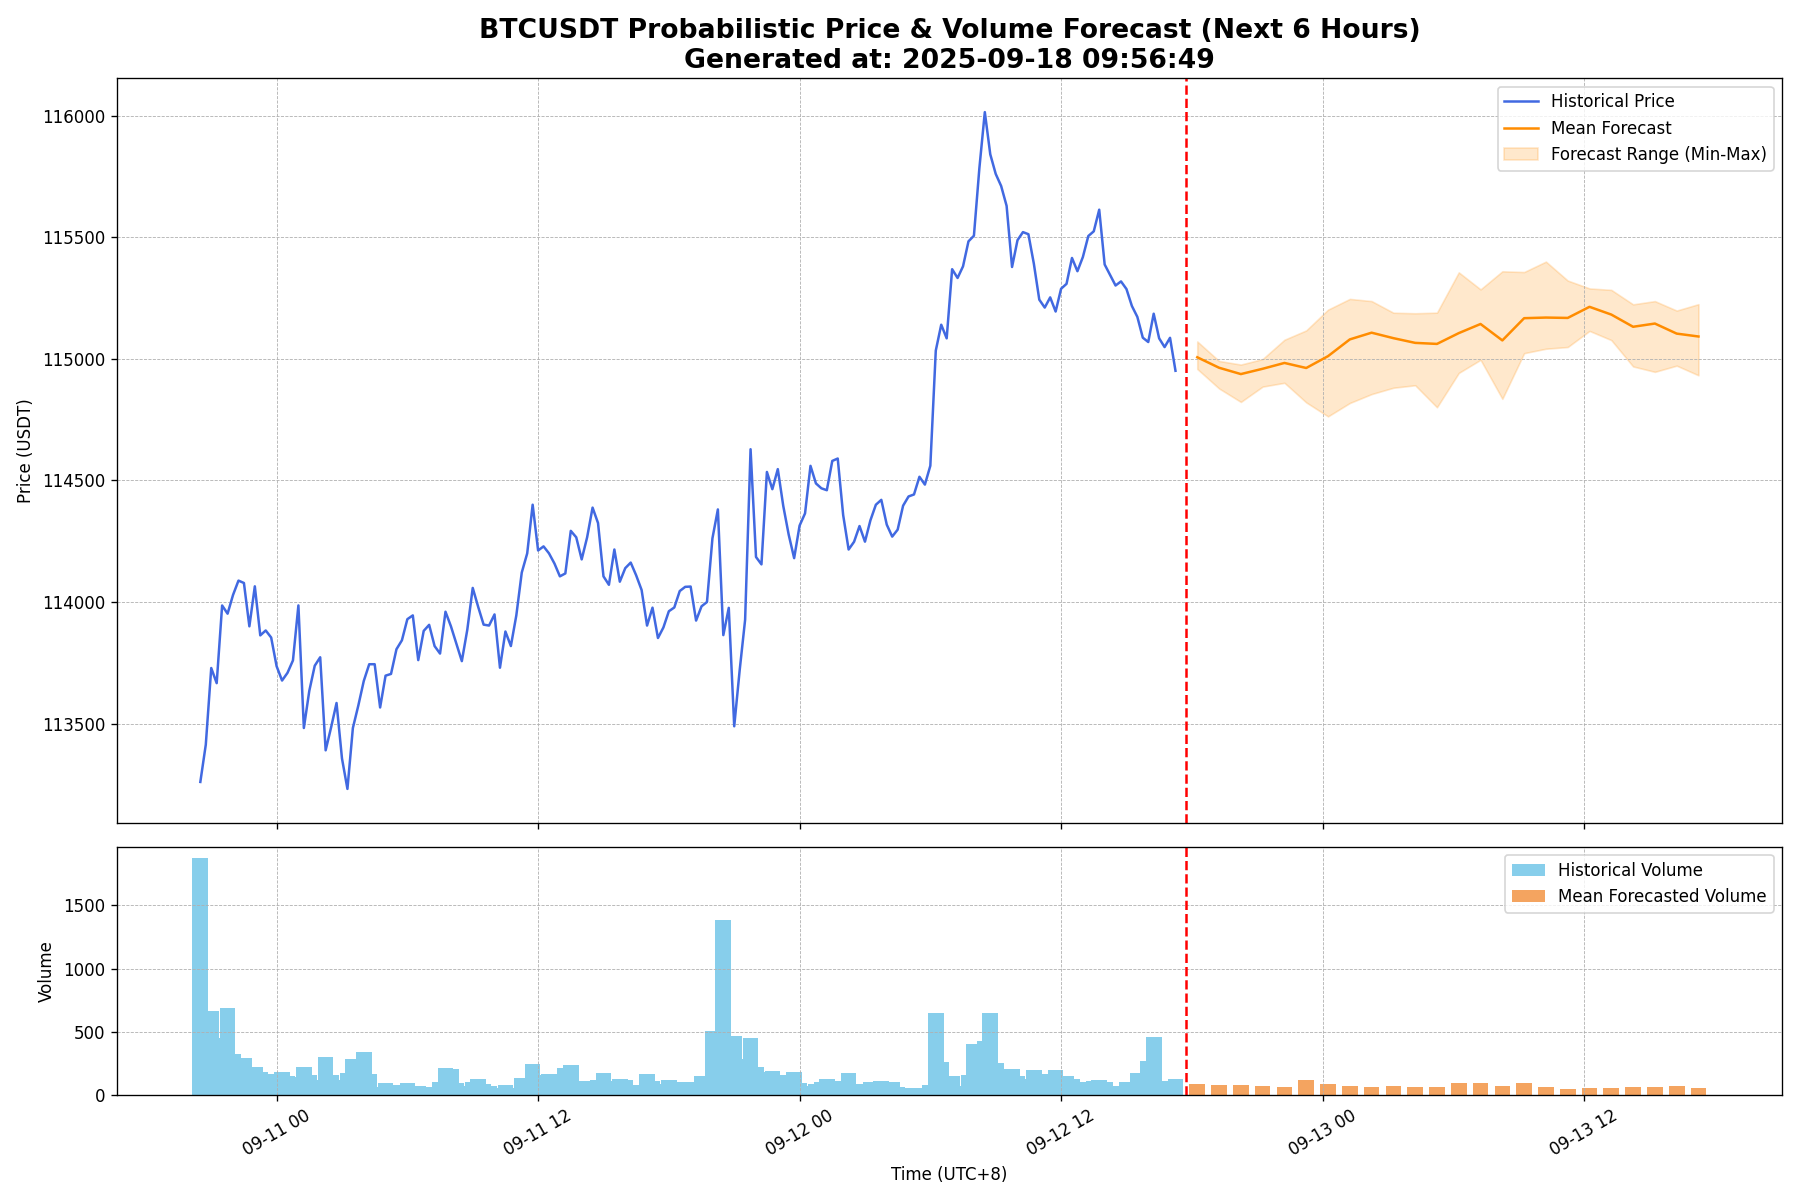 BTCUSDT Probabilistic Price & Volume Forecast (Next 6 Hours)
Generated at: 2025-09-18 09:56:49
Historical Price
Mean Forecast
Forecast Range (Min-Max)
116000
115500
115000
114500
114000
113500
Price (USDT)
Historical Volume
Mean Forecasted Volume
1500
1000
500
0
Volume
09-11 00
09-11 12
09-12 00
09-12 12
09-13 00
09-13 12
Time (UTC+8)